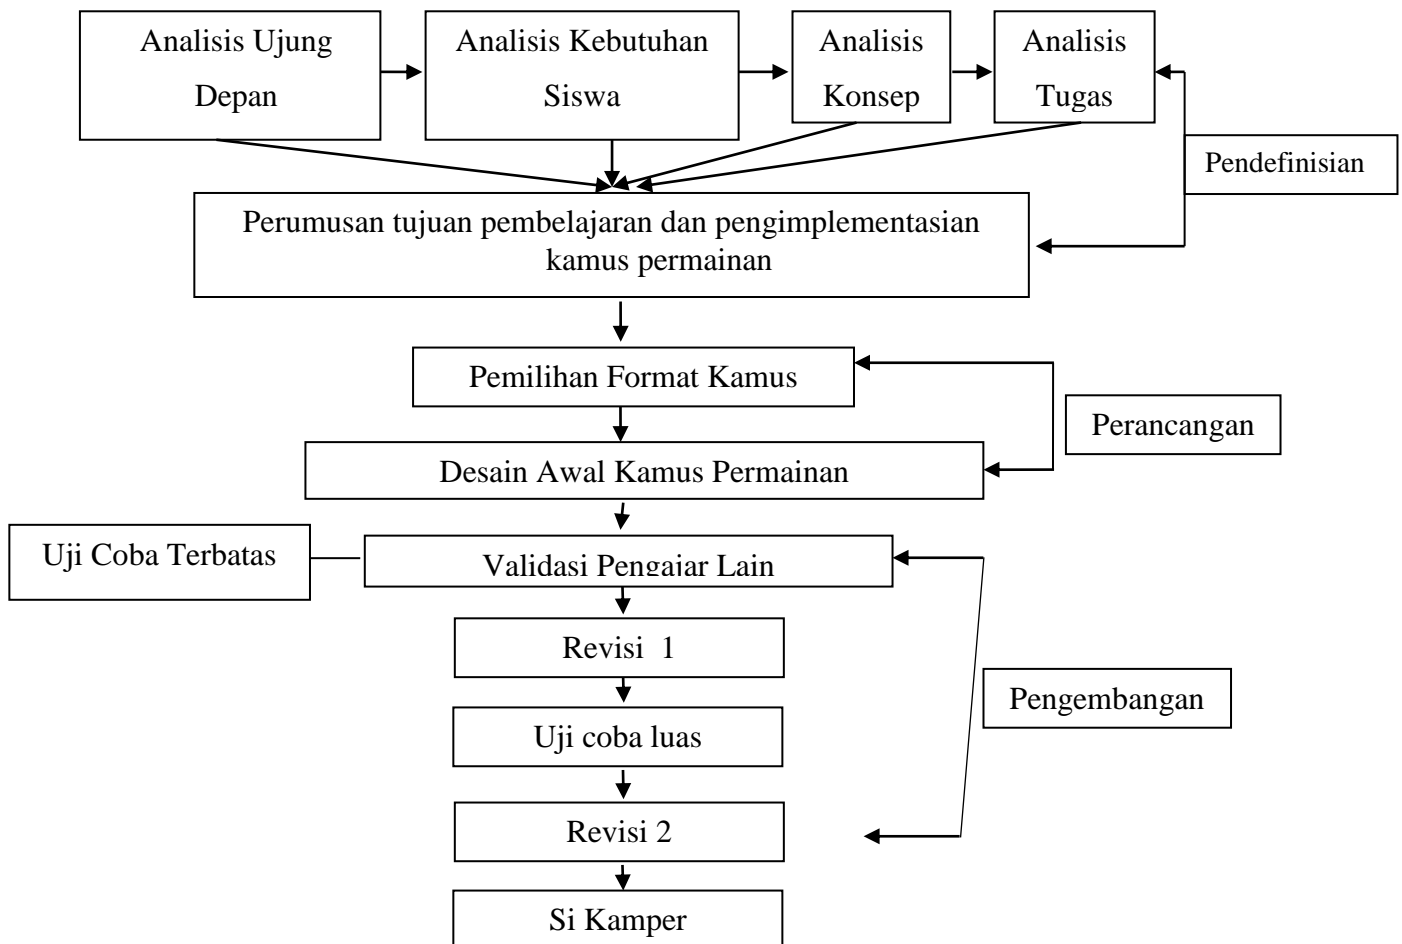 Analisis Ujung
Depan
Analisis Kebutuhan
Siswa
Analisis
Konsep
Analisis
Tugas
Pendefinisian
Perumusan tujuan pembelajaran dan pengimplementasian
kamus permainan
Pemilihan Format Kamus
Perancangan
Desain Awal Kamus Permainan
Uji Coba Terbatas
Validasi Pengajar Lain
Revisi 1
Pengembangan
Uji coba luas
Revisi 2
Si Kamper